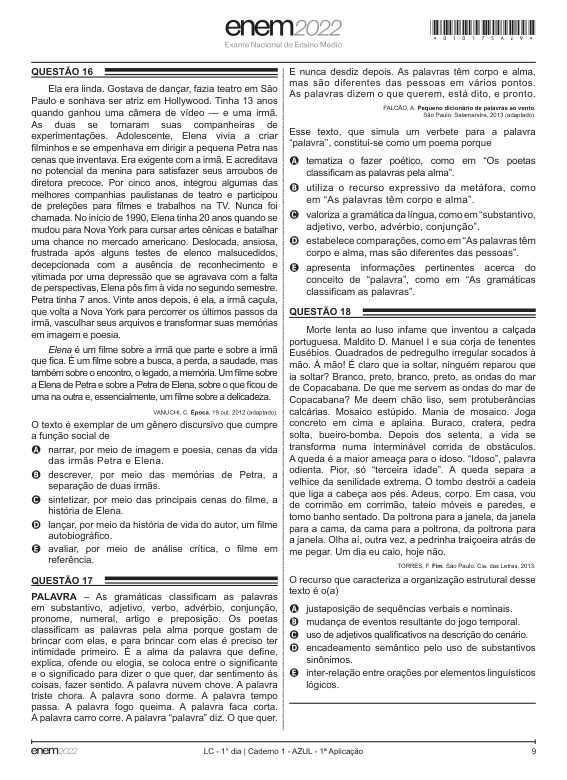 enem2022
Exame Nacional do Ensino Médio
*010175AZ9*
QUESTÃO 16
Ela era linda. Gostava de dançar, fazia teatro em São
Paulo e sonhava ser atriz em Hollywood. Tinha 13 anos
quando ganhou uma câmera de vídeo — e uma irmã.
As duas se tornaram suas companheiras de
experimentações. Adolescente, Elena vivia a criar
filminhos e se empenhava em dirigir a pequena Petra nas
cenas que inventava. Era exigente com a irmã. E acreditava
no potencial da menina para satisfazer seus arroubos de
diretora precoce. Por cinco anos, integrou algumas das
melhores companhias paulistanas de teatro e participou
de preleções para filmes e trabalhos na TV. Nunca foi
chamada. No início de 1990, Elena tinha 20 anos quando se
mudou para Nova York para cursar artes cênicas e batalhar
uma chance no mercado americano. Deslocada, ansiosa,
frustrada após alguns testes de elenco malsucedidos,
decepcionada com a ausência de reconhecimento e
vitimada por uma depressão que se agravava com a falta
de perspectivas, Elena pôs fim à vida no segundo semestre.
Petra tinha 7 anos. Vinte anos depois, é ela, a irmã caçula,
que volta a Nova York para percorrer os últimos passos da
irmã, vasculhar seus arquivos e transformar suas memórias
em imagem e poesia.
Elena é um filme sobre a irmã que parte e sobre a irmã
que fica. É um filme sobre a busca, a perda, a saudade, mas
também sobre o encontro, o legado, a memória. Um filme sobre
a Elena de Petra e sobre a Petra de Elena, sobre o que ficou de
uma na outra e, essencialmente, um filme sobre a delicadeza.
VANUCHI, C. Época, 19 out. 2012 (adaptado).
O texto é exemplar de um gênero discursivo que cumpre
a função social de
A narrar, por meio de imagem e poesia, cenas da vida
das irmãs Petra e Elena.
B descrever, por meio das memórias de Petra, a
separação de duas irmãs.
C sintetizar, por meio das principais cenas do filme, a
história de Elena.
D lançar, por meio da história de vida do autor, um filme
autobiográfico.
E avaliar, por meio de análise crítica, o filme em
referência.
QUESTÃO 17
PALAVRA – As gramáticas classificam as palavras
em substantivo, adjetivo, verbo, advérbio, conjunção,
pronome, numeral, artigo e preposição. Os poetas
classificam as palavras pela alma porque gostam de
brincar com elas, e para brincar com elas é preciso ter
intimidade primeiro. É a alma da palavra que define,
explica, ofende ou elogia, se coloca entre o significante
e o significado para dizer o que quer, dar sentimento às
coisas, fazer sentido. A palavra nuvem chove. A palavra
triste chora. A palavra sono dorme. A palavra tempo
passa. A palavra fogo queima. A palavra faca corta.
A palavra carro corre. A palavra “palavra” diz. O que quer.
E nunca desdiz depois. As palavras têm corpo e alma,
mas são diferentes das pessoas em vários pontos.
As palavras dizem o que querem, está dito, e pronto.
FALCÃO, A. Pequeno dicionário de palavras ao vento.
São Paulo: Salamandra, 2013 (adaptado).
Esse texto, que simula um verbete para a palavra
“palavra”, constitui-se como um poema porque
A tematiza o fazer poético, como em “Os poetas
classificam as palavras pela alma”.
B utiliza o recurso expressivo da metáfora, como
em “As palavras têm corpo e alma”.
C valoriza a gramática da língua, como em “substantivo,
adjetivo, verbo, advérbio, conjunção”.
D estabelece comparações, como em “As palavras têm
corpo e alma, mas são diferentes das pessoas”.
E apresenta informações pertinentes acerca do
conceito de “palavra”, como em “As gramáticas
classificam as palavras”.
QUESTÃO 18
Morte lenta ao luso infame que inventou a calçada
portuguesa. Maldito D. Manuel I e sua corja de tenentes
Eusébios. Quadrados de pedregulho irregular socados à
mão. À mão! É claro que ia soltar, ninguém reparou que
ia soltar? Branco, preto, branco, preto, as ondas do mar
de Copacabana. De que me servem as ondas do mar de
Copacabana? Me deem chão liso, sem protuberâncias
calcárias. Mosaico estúpido. Mania de mosaico. Joga
concreto em cima e aplaina. Buraco, cratera, pedra
solta, bueiro-bomba. Depois dos setenta, a vida se
transforma numa interminável corrida de obstáculos.
A queda é a maior ameaça para o idoso. “Idoso”, palavra
odienta. Pior, só “terceira idade”. A queda separa a
velhice da senilidade extrema. O tombo destrói a cadeia
que liga a cabeça aos pés. Adeus, corpo. Em casa, vou
de corrimão em corrimão, tateio móveis e paredes, e
tomo banho sentado. Da poltrona para a janela, da janela
para a cama, da cama para a poltrona, da poltrona para
a janela. Olha aí, outra vez, a pedrinha traiçoeira atrás de
me pegar. Um dia eu caio, hoje não.
TORRES, F. Fim. São Paulo: Cia. das Letras, 2013.
O recurso que caracteriza a organização estrutural desse
texto é o(a)
A justaposição de sequências verbais e nominais.
B mudança de eventos resultante do jogo temporal.
C uso de adjetivos qualificativos na descrição do cenário.
D encadeamento semântico pelo uso de substantivos
sinônimos.
E inter-relação entre orações por elementos linguísticos
lógicos.
enem2022
LC - 1° dia | Caderno 1 - AZUL - 1ª Aplicação
9